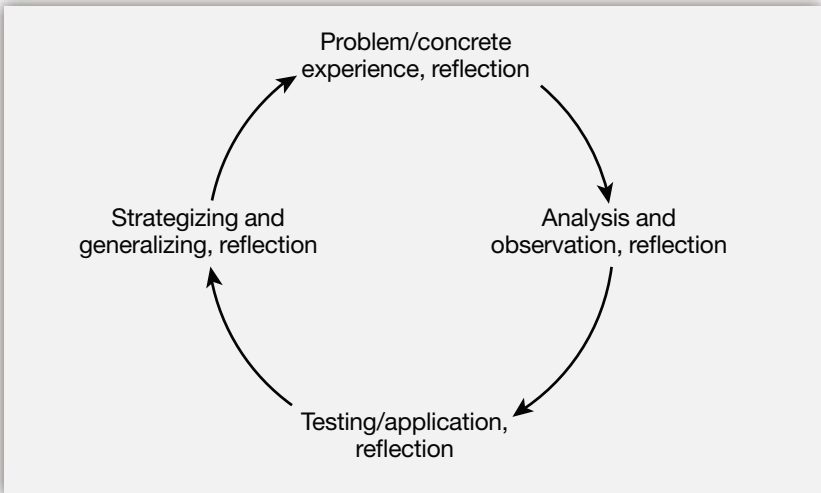 Problem/concrete
experience, reflection
Analysis and
observation, reflection
Testing/application,
reflection
Strategizing and
generalizing, reflection